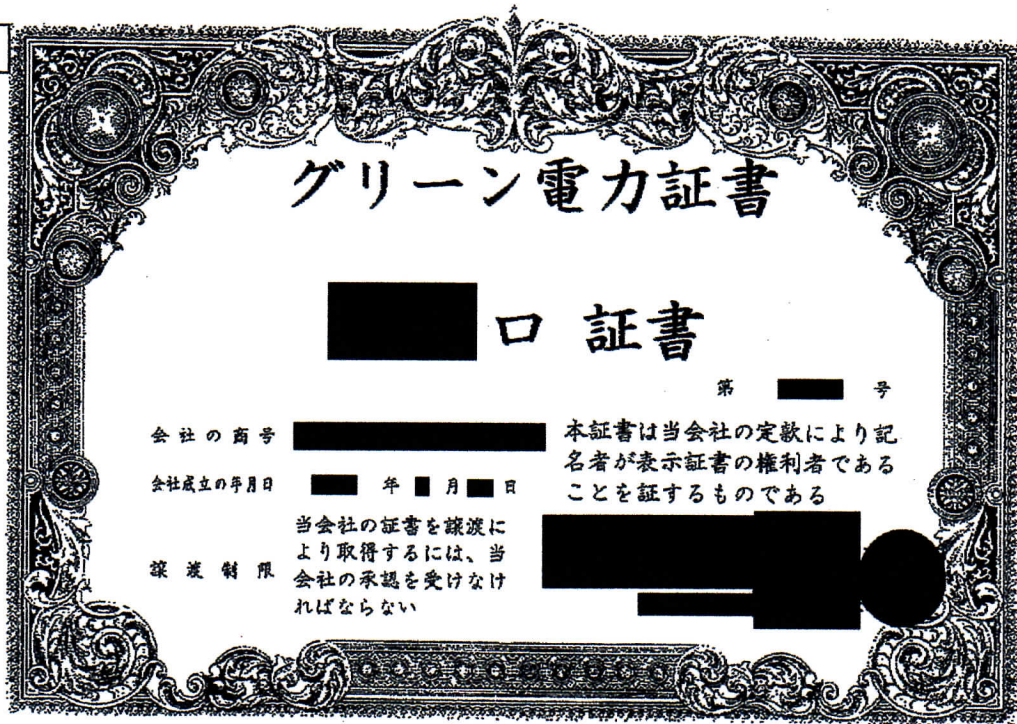 グリーン電力証書
口 証書
第 号
会社の商号
会社成立の年月日 年 月 日
譲渡制限
当会社の証書を譲渡に
より取得するには、当
会社の承認を受けなけ
ればならない
本証書は当会社の定款により記
名者が表示証書の権利者である
ことを証するものである